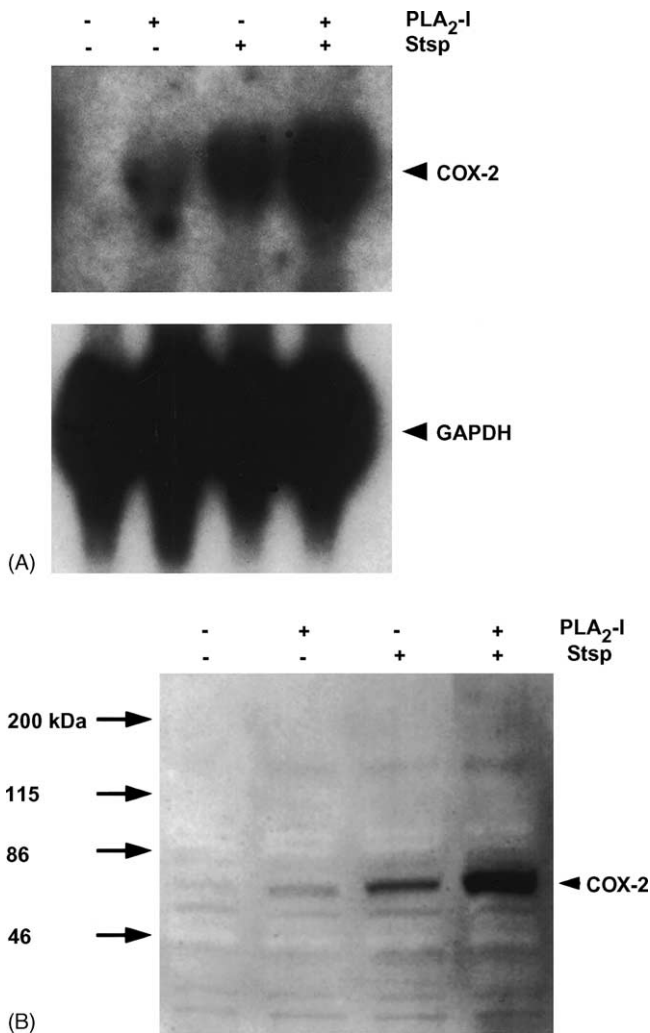 - + - + PLA₂-I
- - + + Stsp
COX-2
GAPDH
(A)
- + - + PLA₂-I
- - + + Stsp
200 kDa
115
86
COX-2
46
(B)